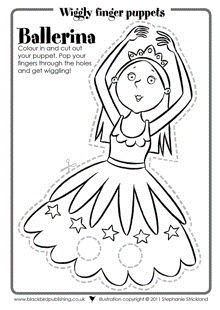 Wiggly finger puppets
Ballerina
Colour in and cut out
your puppet. Pop your
fingers through the holes
and get wiggling!
www.blackbirdpublishing.co.uk illustration copyright © 2011 Stephanie Strickland